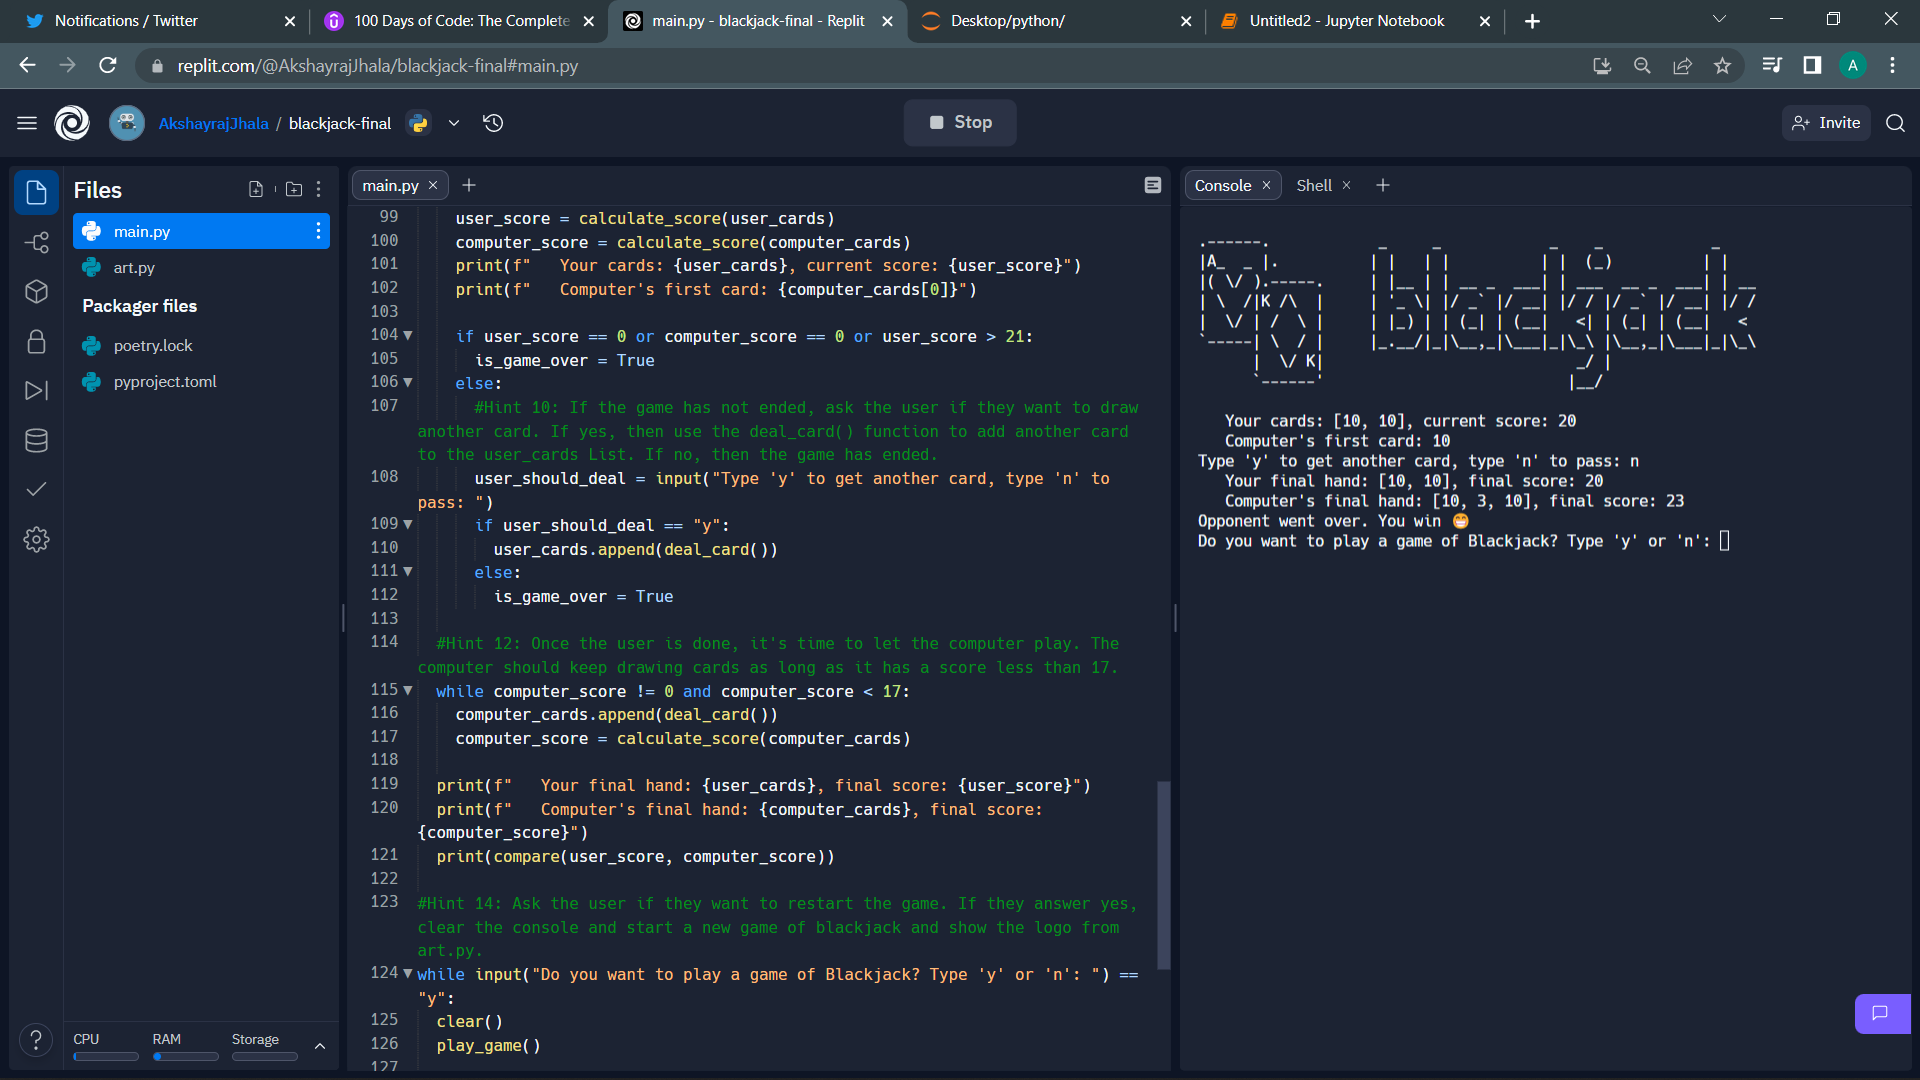 Notifications / Twitter
100 Days of Code: The Complete
main.py - blackjack-final - Replit
Desktop/python/
Untitled2 - Jupyter Notebook
replit.com/@AkshayrajJhala/blackjack-final#main.py
A
AkshayrajJhala / blackjack-final
Stop
Invite
Files
main.py
art.py
Packager files
poetry.lock
pyproject.toml
CPU
RAM
Storage
?
main.py
99 user_score = calculate_score(user_cards)
100 computer_score = calculate_score(computer_cards)
101 print(f"   Your cards: {user_cards}, current score: {user_score}")
102 print(f"   Computer's first card: {computer_cards[0]}")
103
104 if user_score == 0 or computer_score == 0 or user_score > 21:
105 is_game_over = True
106 else:
107 #Hint 10: If the game has not ended, ask the user if they want to draw
another card. If yes, then use the deal_card() function to add another card
to the user_cards List. If no, then the game has ended.
108 user_should_deal = input("Type 'y' to get another card, type 'n' to
pass: ")
109 if user_should_deal == "y":
110 user_cards.append(deal_card())
111 else:
112 is_game_over = True
113
114 #Hint 12: Once the user is done, it's time to let the computer play. The
computer should keep drawing cards as long as it has a score less than 17.
115 while computer_score != 0 and computer_score < 17:
116 computer_cards.append(deal_card())
117 computer_score = calculate_score(computer_cards)
118
119 print(f"   Your final hand: {user_cards}, final score: {user_score}")
120 print(f"   Computer's final hand: {computer_cards}, final score:
{computer_score}")
121 print(compare(user_score, computer_score))
122
123 #Hint 14: Ask the user if they want to restart the game. If they answer yes,
clear the console and start a new game of blackjack and show the logo from
art.py.
124 while input("Do you want to play a game of Blackjack? Type 'y' or 'n': ") ==
"y":
125 clear()
126 play_game()
127
Console
Shell
A
K
K
blackjack
Your cards: [10, 10], current score: 20
Computer's first card: 10
Type 'y' to get another card, type 'n' to pass: n
Your final hand: [10, 10], final score: 20
Computer's final hand: [10, 3, 10], final score: 23
Opponent went over. You win 😁
Do you want to play a game of Blackjack? Type 'y' or 'n':